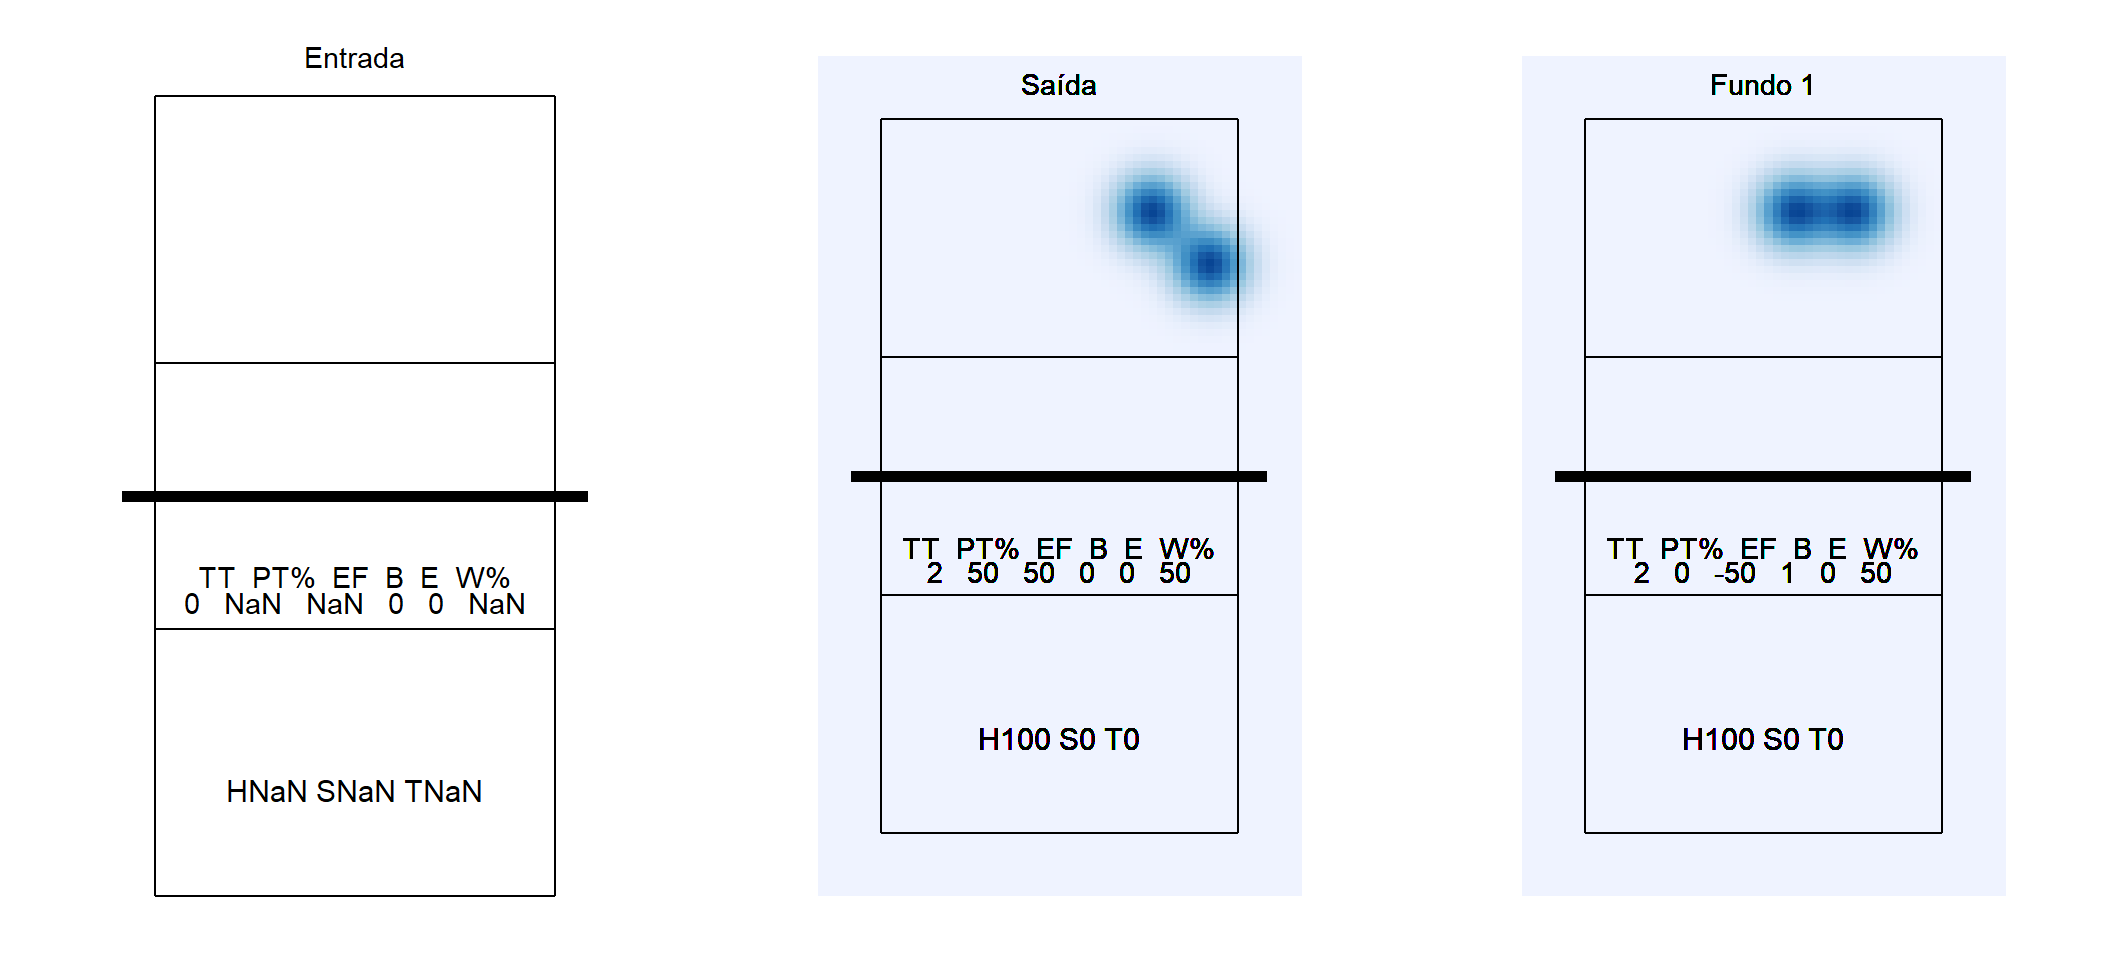 Entrada
TT PT% EF B E W%
0 NaN NaN 0 0 NaN
HNaN SNaN TNaN
Saída
TT PT% EF B E W%
2 50 50 0 0 50
H100 S0 T0
Fundo 1
TT PT% EF B E W%
2 0 -50 1 0 50
H100 S0 T0